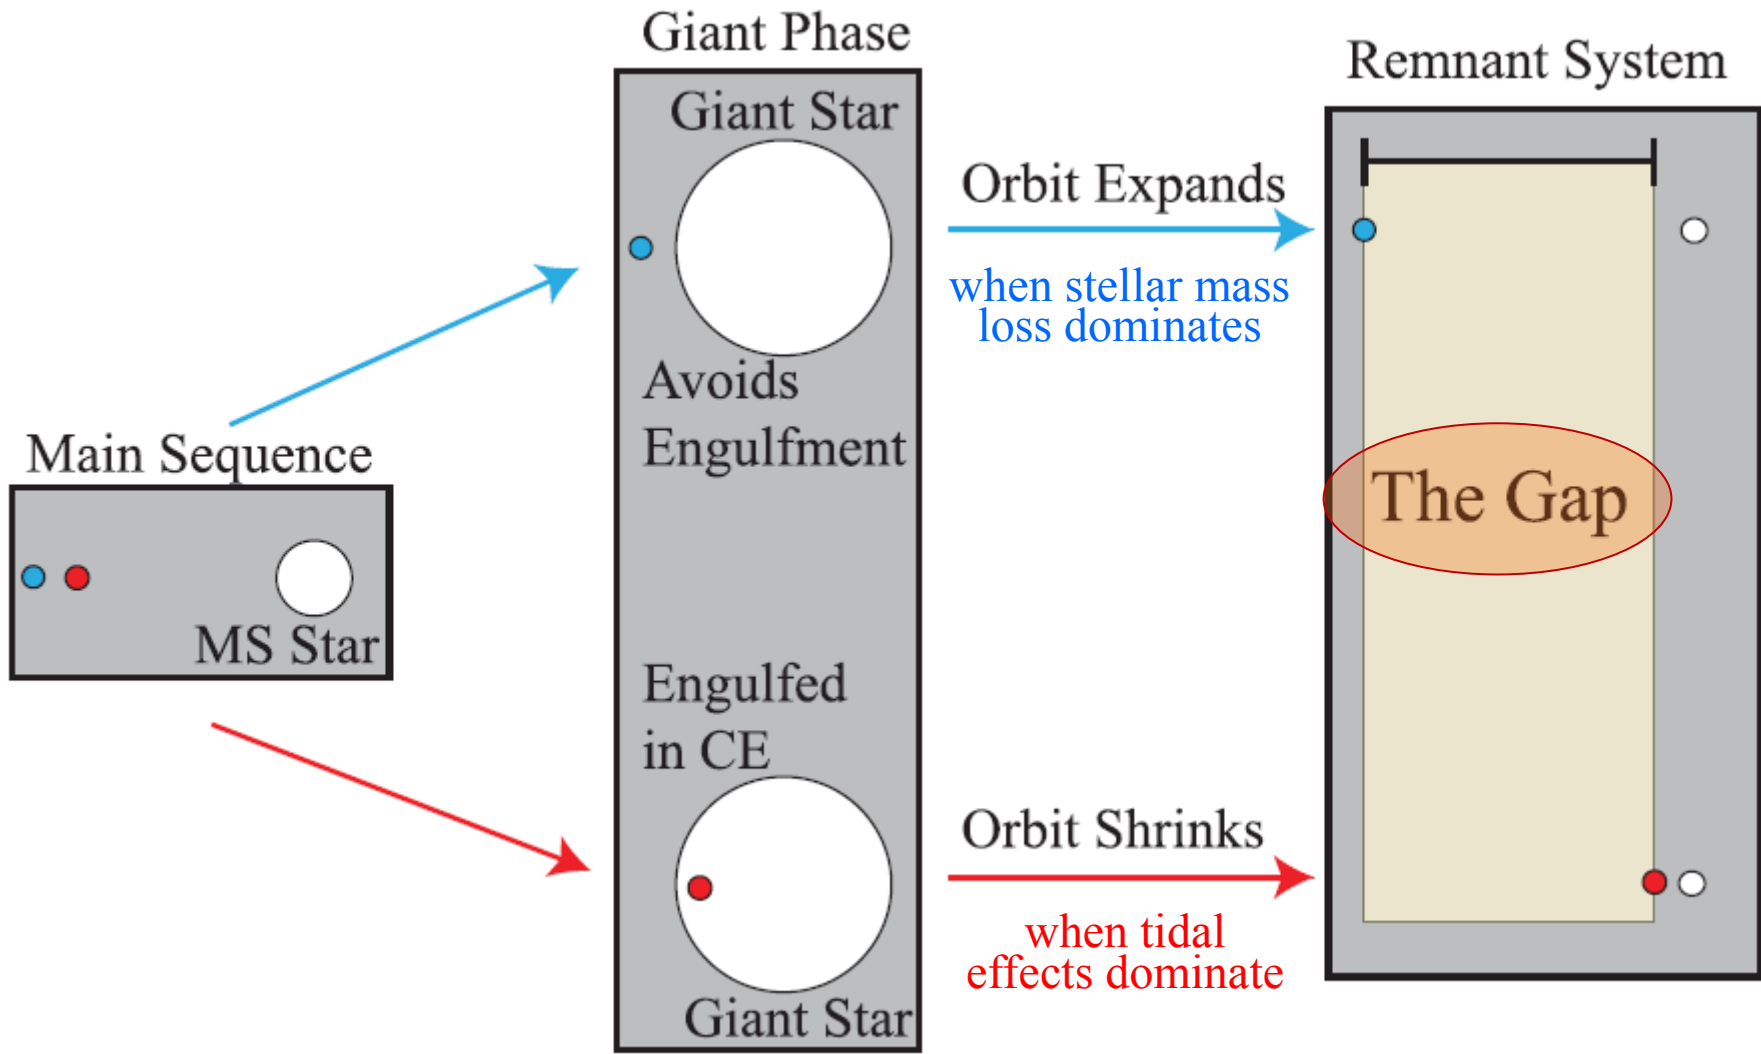 Main Sequence
MS Star
Giant Phase
Giant Star
Avoids
Engulfment
Engulfed
in CE
Giant Star
Orbit Expands
when stellar mass
loss dominates
Orbit Shrinks
when tidal
effects dominate
Remnant System
The Gap